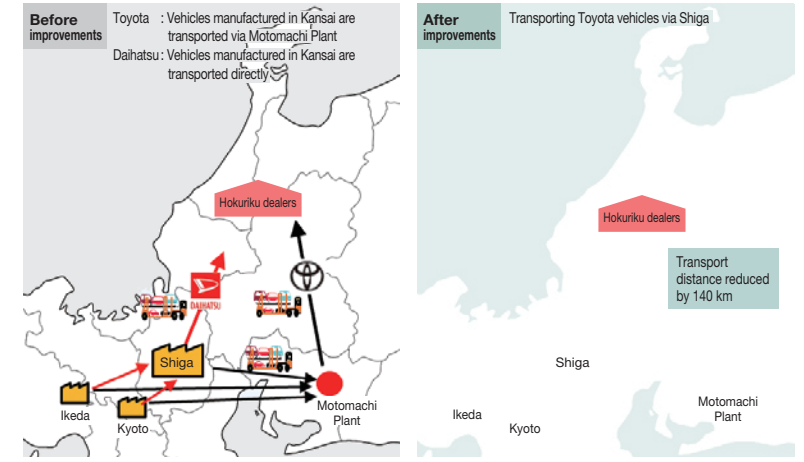 Before
improvements
Toyota : Vehicles manufactured in Kansai are
transported via Motomachi Plant
Daihatsu : Vehicles manufactured in Kansai are
transported directly
Hokuriku dealers
DAIHATSU
Shiga
Ikeda
Kyoto
Motomachi
Plant
After
improvements
Transporting Toyota vehicles via Shiga
Hokuriku dealers
Transport
distance reduced
by 140 km
Shiga
Ikeda
Kyoto
Motomachi
Plant